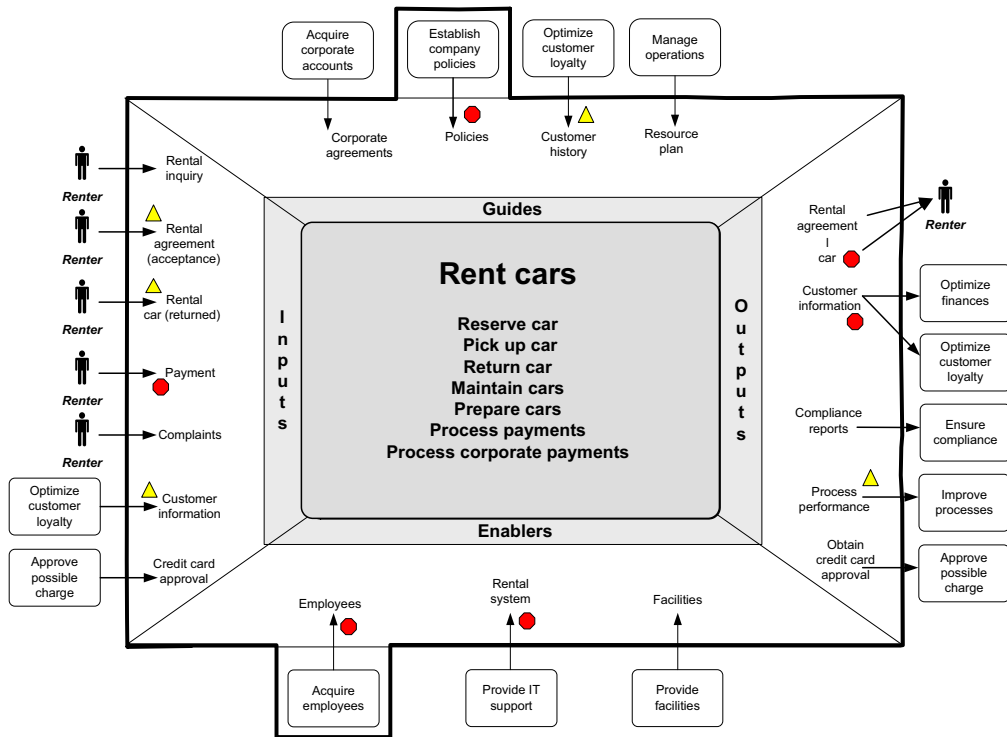 Acquire
corporate
accounts
Establish
company
policies
Optimize
customer
loyalty
Manage
operations
Corporate
agreements
Policies
Customer
history
Resource
plan
Renter
Rental
inquiry
Renter
Rental
agreement
(acceptance)
Renter
Rental
car (returned)
Renter
Payment
Renter
Complaints
Optimize
customer
loyalty
Customer
information
Approve
possible
charge
Credit card
approval
Guides
Inputs
Rent cars
Reserve car
Pick up car
Return car
Maintain cars
Prepare cars
Process payments
Process corporate payments
Outputs
Enablers
Rental
agreement
I
car
Renter
Customer
information
Optimize
finances
Optimize
customer
loyalty
Compliance
reports
Ensure
compliance
Process
performance
Improve
processes
Obtain
credit card
approval
Approve
possible
charge
Employees
Rental
system
Facilities
Acquire
employees
Provide IT
support
Provide
facilities